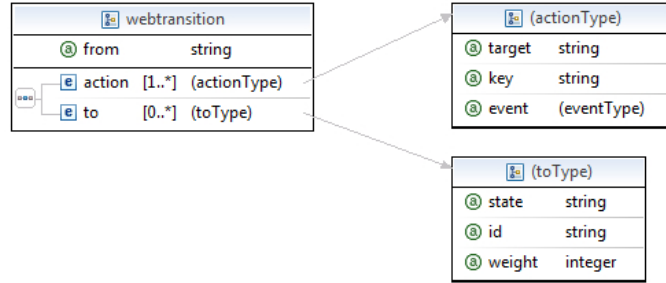 webtransition
from string
action [1..*] (actionType)
to [0..*] (toType)
(actionType)
target string
key string
event (eventType)
(toType)
state string
id string
weight integer